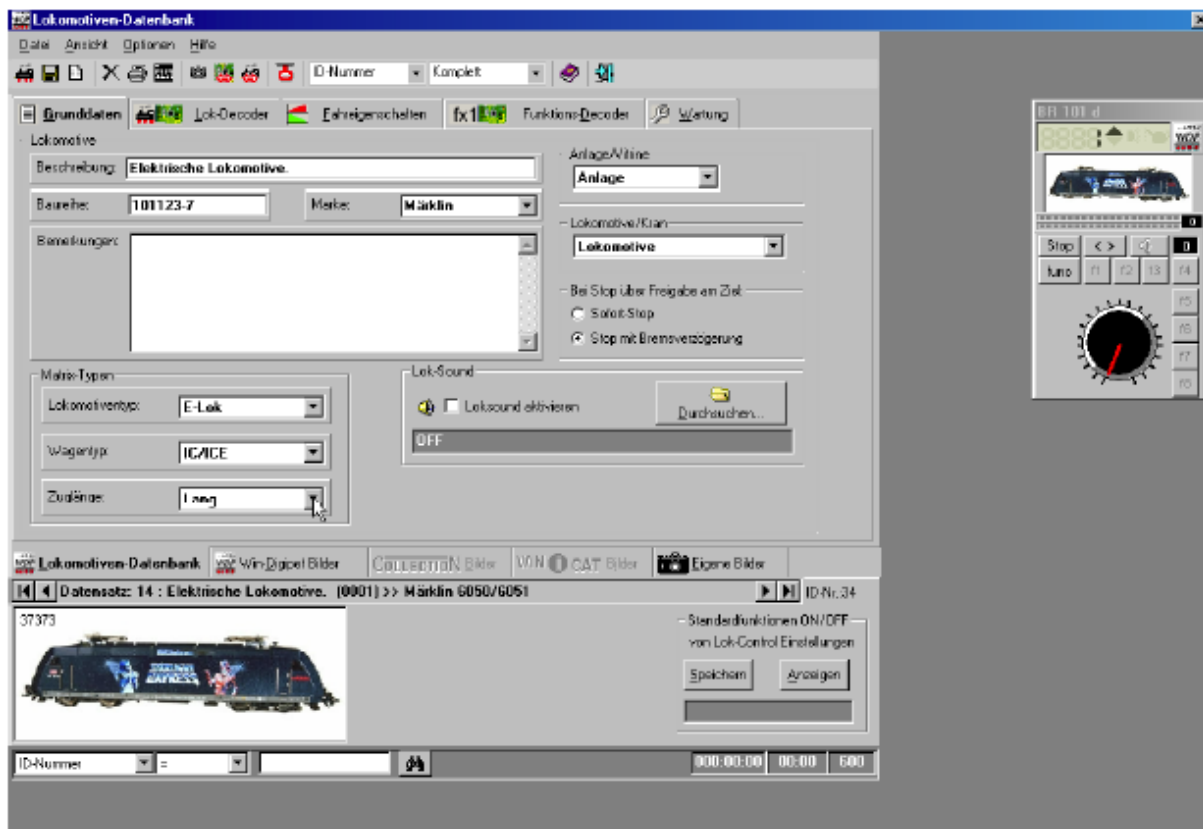 Lokomotiven-Datenbank
Datei Ansicht Optionen Hilfe
ID-Nummer Komplett
Grunddaten Lok-Decoder Fahreigenschaften fx1 Funktions-Decoder Wartung
Lokomotive
Beschreibung: Elektrische Lokomotive.
Baureihe: 101123-7 Marke: Märklin
Bemerkungen:
Anlage/Vitrine
Anlage
Lokomotive/Kran
Lokomotive
Bei Stop über Freigabe am Ziel
Sofort-Stop
Stop mit Bremsverzögerung
Matrix-Typen
Lokomotiventyp: E-Lok
Wagentyp: IC/ICE
Zuglänge: Lang
Lok-Sound
Loksound aktivieren
Durchsuchen...
OFF
Lokomotiven-Datenbank Win-Digipet Bilder COLLECTION Bilder VON CAT Bilder Eigene Bilder
Datensatz: 14 : Elektrische Lokomotive. (0001) >> Märklin 6050/6051 ID-Nr.:34
37373
Standardfunktionen ON/OFF
von Lok-Control Einstellungen
Speichern Anzeigen
ID-Nummer = 000:00:00 00:00 600
BR 101 d
0
Stop < > 0
funo f1 f2 f3 f4
f5
f6
f7
f8